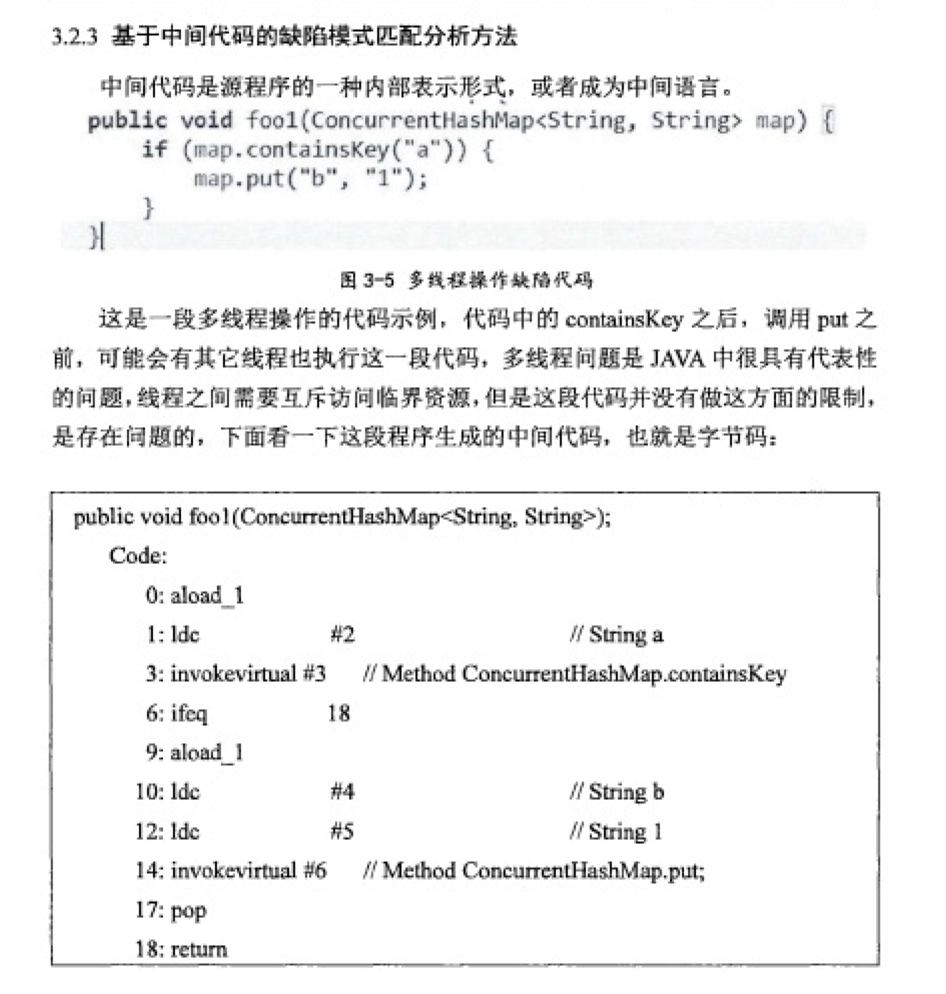 3.2.3 基于中间代码的缺陷模式匹配分析方法
中间代码是源程序的一种内部表示形式，或者成为中间语言。
public void foo1(ConcurrentHashMap<String, String> map) {
if (map.containsKey("a")) {
map.put("b", "1");
}
}
图 3-5 多线程操作缺陷代码
这是一段多线程操作的代码示例，代码中的 containsKey 之后，调用 put 之
前，可能会有其它线程也执行这一段代码，多线程问题是 JAVA 中很具有代表性
的问题，线程之间需要互斥访问临界资源，但是这段代码并没有做这方面的限制，
是存在问题的，下面看一下这段程序生成的中间代码，也就是字节码：
public void foo1(ConcurrentHashMap<String, String>);
Code:
0: aload_1
1: ldc #2 // String a
3: invokevirtual #3 // Method ConcurrentHashMap.containsKey
6: ifeq 18
9: aload_1
10: ldc #4 // String b
12: ldc #5 // String 1
14: invokevirtual #6 // Method ConcurrentHashMap.put;
17: pop
18: return